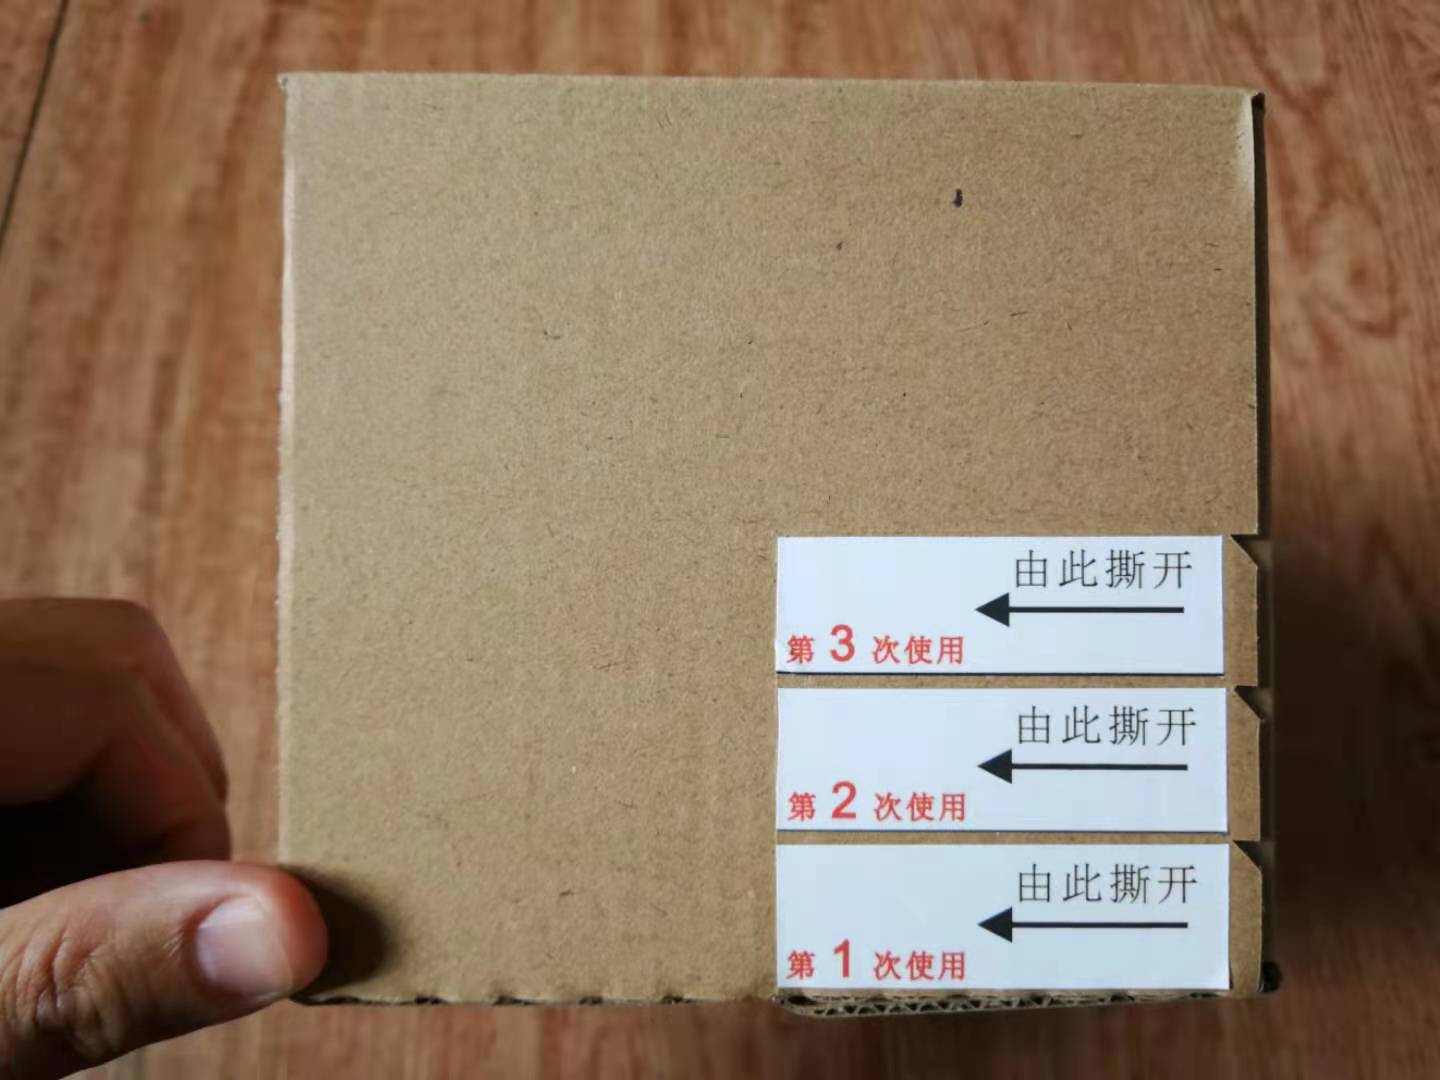 由此撕开
第 3 次使用
由此撕开
第 2 次使用
由此撕开
第 1 次使用